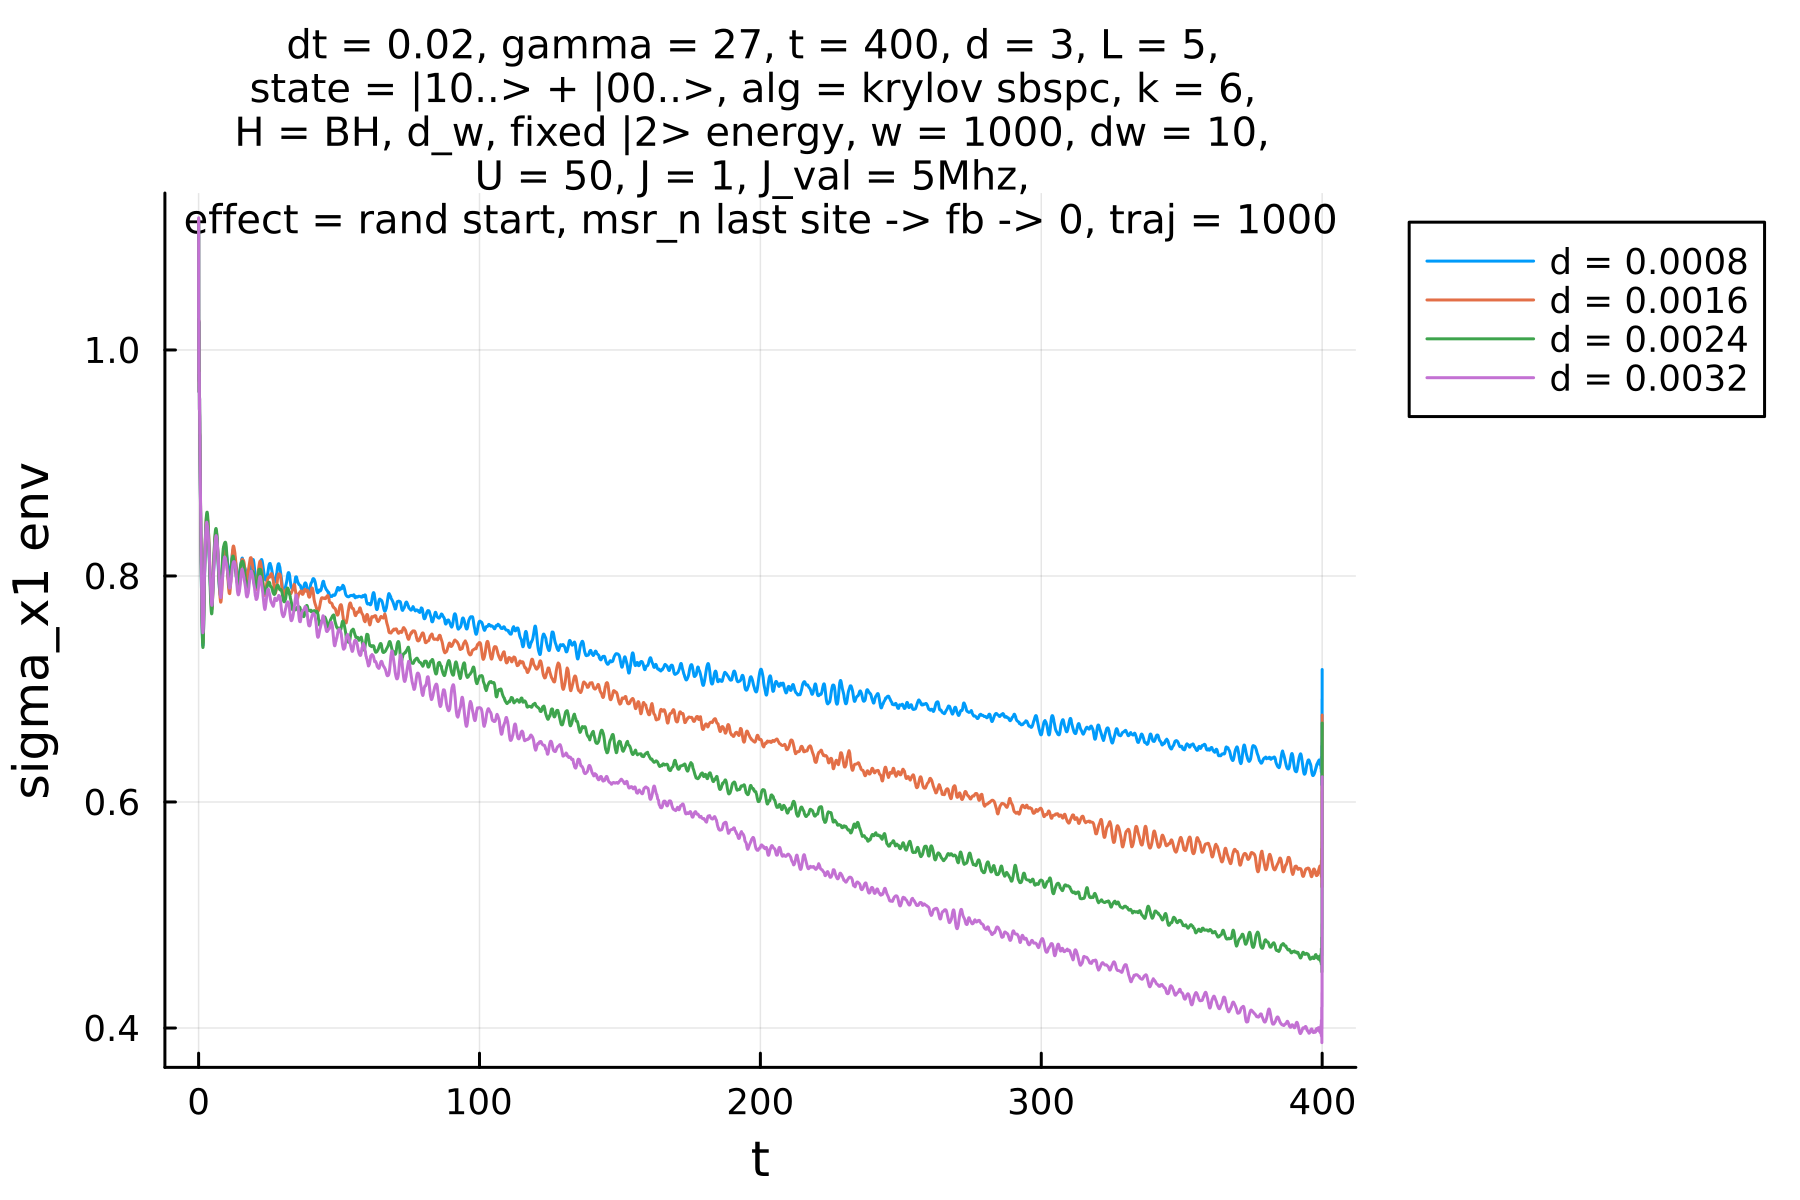 dt = 0.02, gamma = 27, t = 400, d = 3, L = 5,
state = |10..> + |00..>, alg = krylov sbspc, k = 6,
H = BH, d_w, fixed |2> energy, w = 1000, dw = 10,
U = 50, J = 1, J_val = 5Mhz,
effect = rand start, msr_n last site -> fb -> 0, traj = 1000
d = 0.0008
d = 0.0016
d = 0.0024
d = 0.0032
sigma_x1 env
1.0
0.8
0.6
0.4
0
100
200
300
400
t